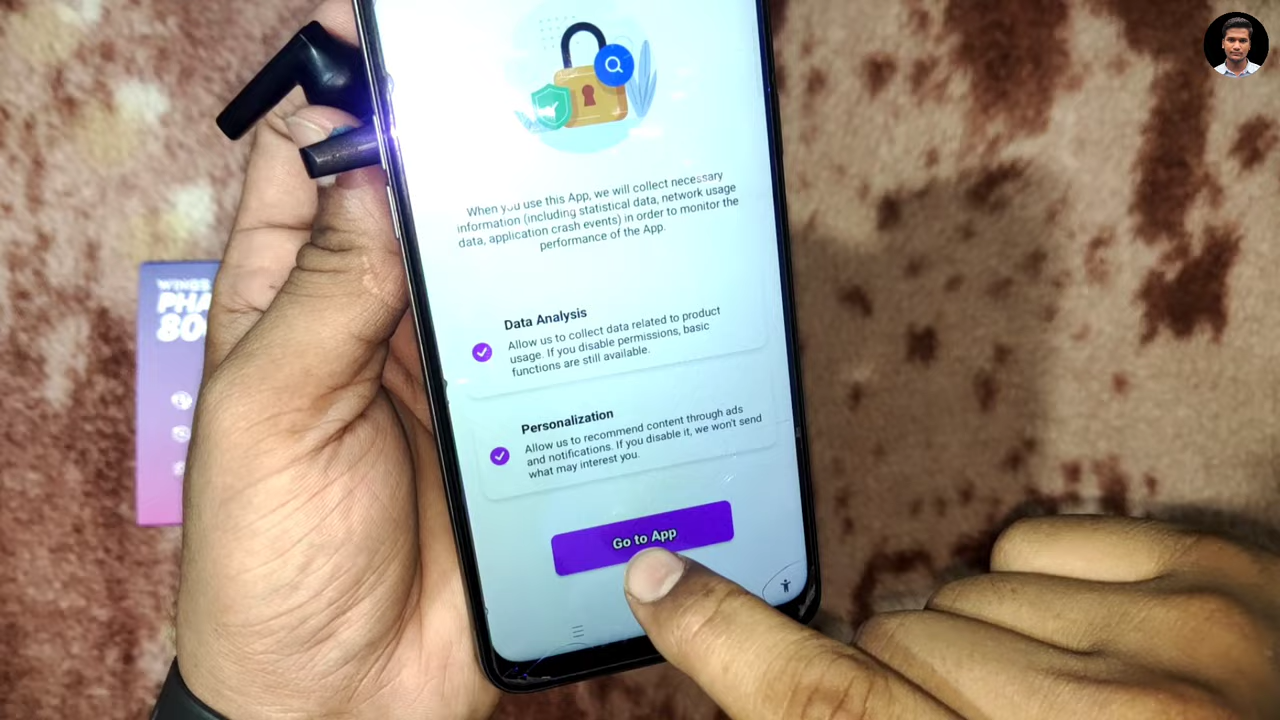 When you use this App, we will collect necessary
information (including statistical data, network usage
data, application crash events) in order to monitor the
performance of the App.
Data Analysis
Allow us to collect data related to product
usage. If you disable permissions, basic
functions are still available.
Personalization
Allow us to recommend content through ads
and notifications. If you disable it, we won't send
what may interest you.
Go to App
WINGS
PHA
80